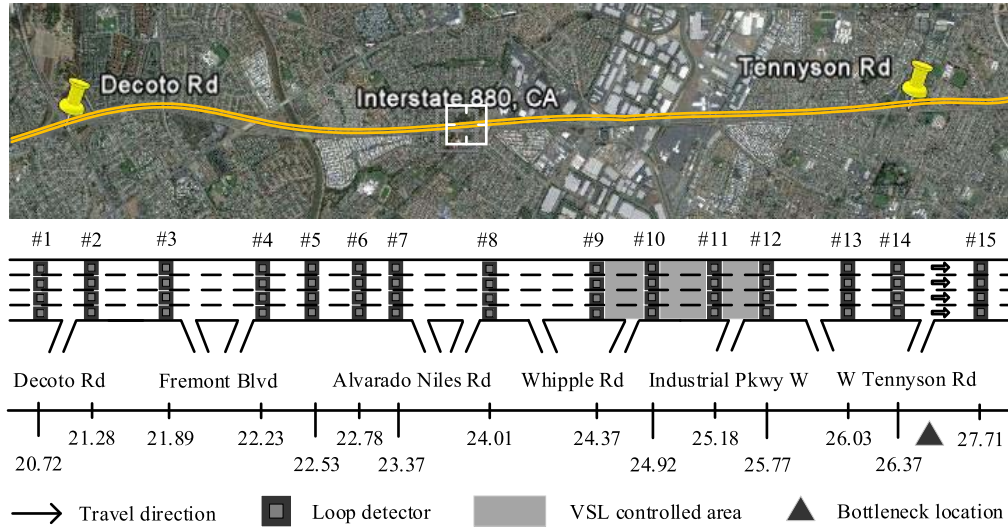 Decoto Rd
Interstate 880, CA
Tennyson Rd
#1 #2 #3 #4 #5 #6 #7 #8 #9 #10 #11 #12 #13 #14 #15
Decoto Rd Fremont Blvd Alvarado Niles Rd Whipple Rd Industrial Pkwy W W Tennyson Rd
21.28 21.89 22.23 22.78 23.37 24.01 24.37 25.18 26.03 26.37 27.71
20.72 22.53 24.92 25.77
Travel direction Loop detector VSL controlled area Bottleneck location